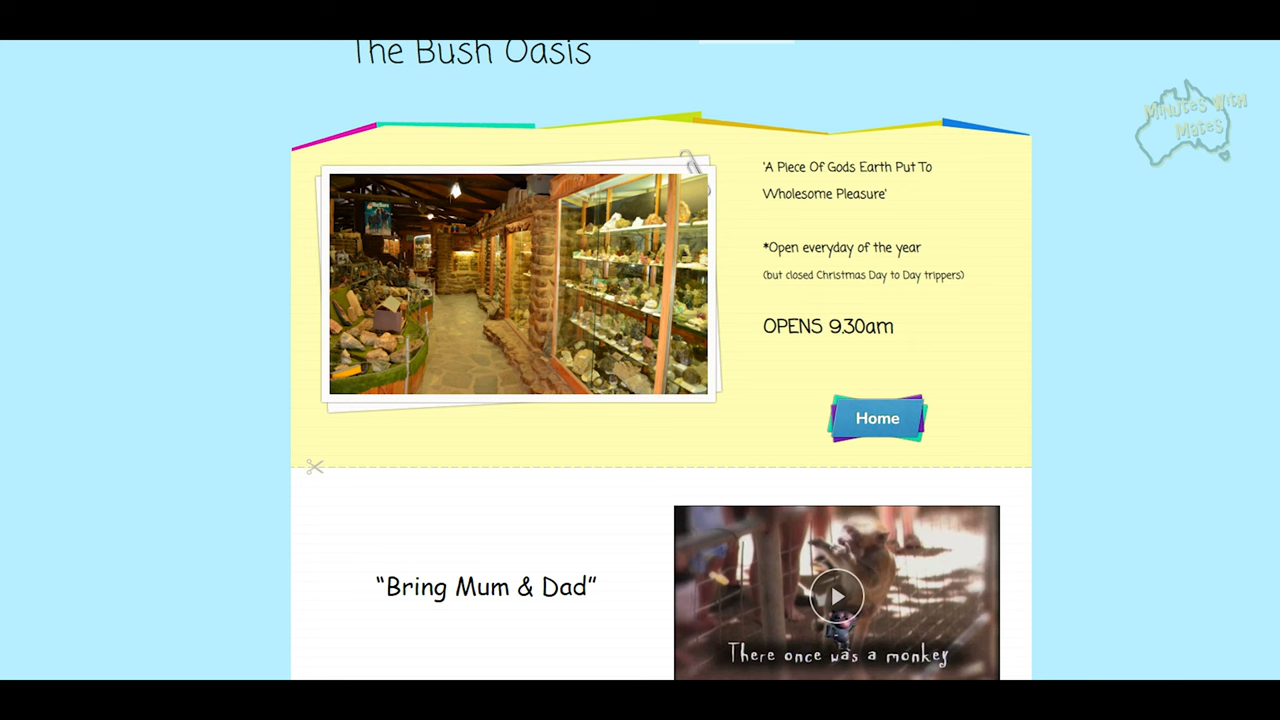 The Bush Oasis
Minutes With
Mates
'A Piece Of Gods Earth Put To
Wholesome Pleasure'
*Open everyday of the year
(but closed Christmas Day to Day trippers)
OPENS 9.30am
Home
“Bring Mum & Dad”
There once was a monkey